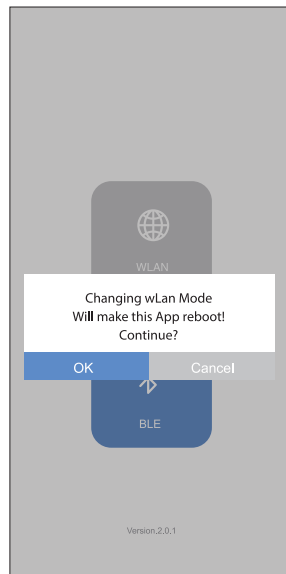 WLAN
Changing wLan Mode
Will make this App reboot!
Continue?
OK
Cancel
BLE
Version.2.0.1